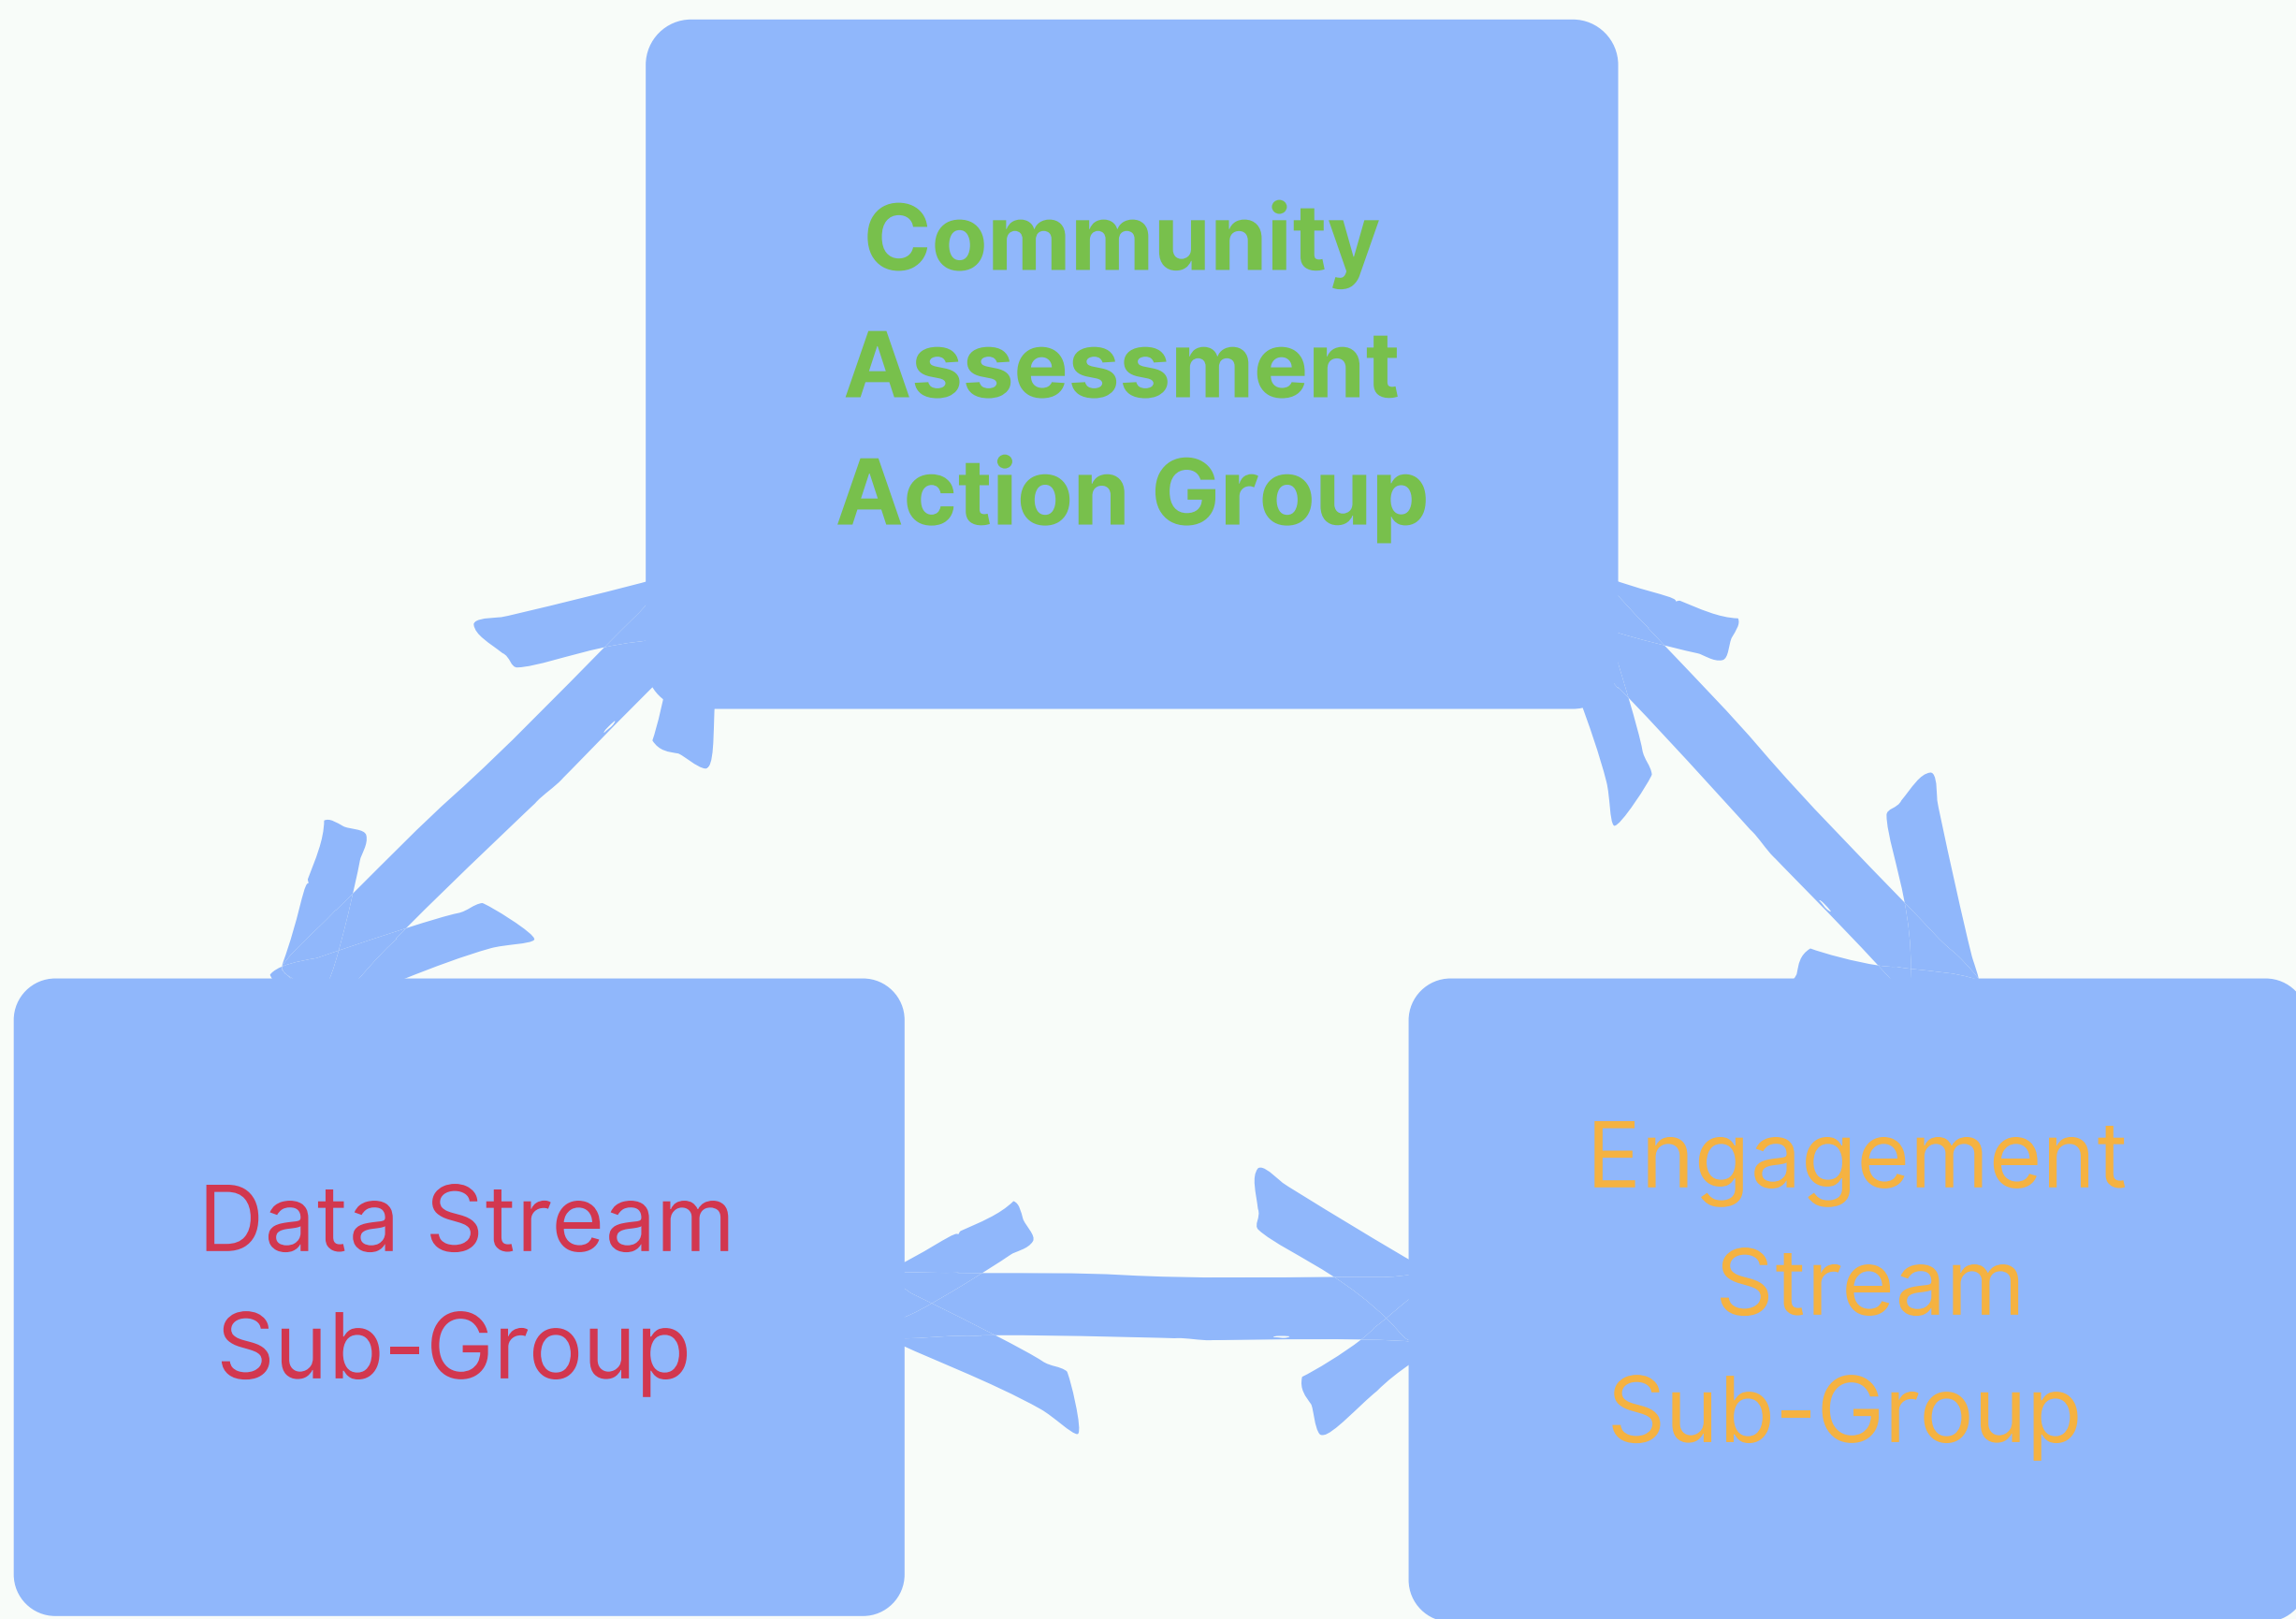 Community
Assessment
Action Group
Data Stream
Sub-Group
Engagement
Stream
Sub-Group